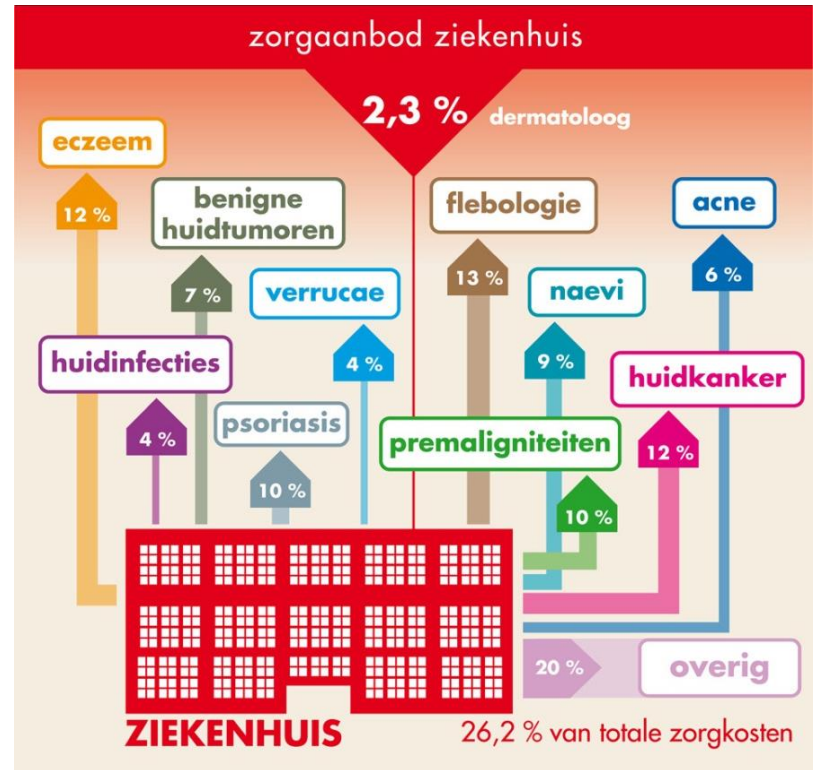 zorgaanbod ziekenhuis
2,3 % dermatoloog
eczeem
12 %
benigne
huidtumoren
7 %
flebologie
13 %
acne
6 %
verrucae
4 %
naevi
9 %
huidinfecties
4 %
psoriasis
10 %
premaligniteiten
10 %
huidkanker
12 %
20 %
overig
ZIEKENHUIS
26,2 % van totale zorgkosten